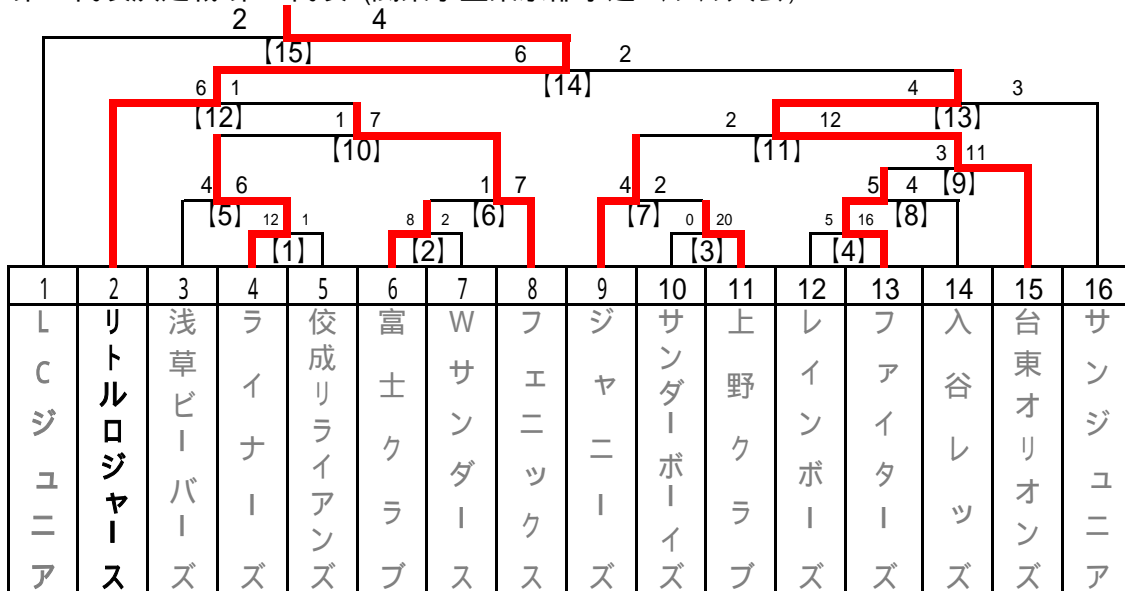 2 4
【15】
6 2
【14】
6 1 4 3
【12】 【13】
1 7 2 12
【10】 【11】
3 11
【9】
4 6 1 7 4 2 5 4
【5】 【6】 【7】 【8】
12 1 8 2 0 20 5 16
【1】 【2】 【3】 【4】
1 2 3 4 5 6 7 8 9 10 11 12 13 14 15 16
LCジュニア
リトルロジャース
浅草ビーバーズ
ライナーズ
佼成リライアンズ
富士クラブ
Wサンダース
フェニックス
ジャニーズ
サンダーボーイズ
上野クラブ
レインボーズ
ファイターズ
入谷レッズ
台東オリオンズ
サンジュニア